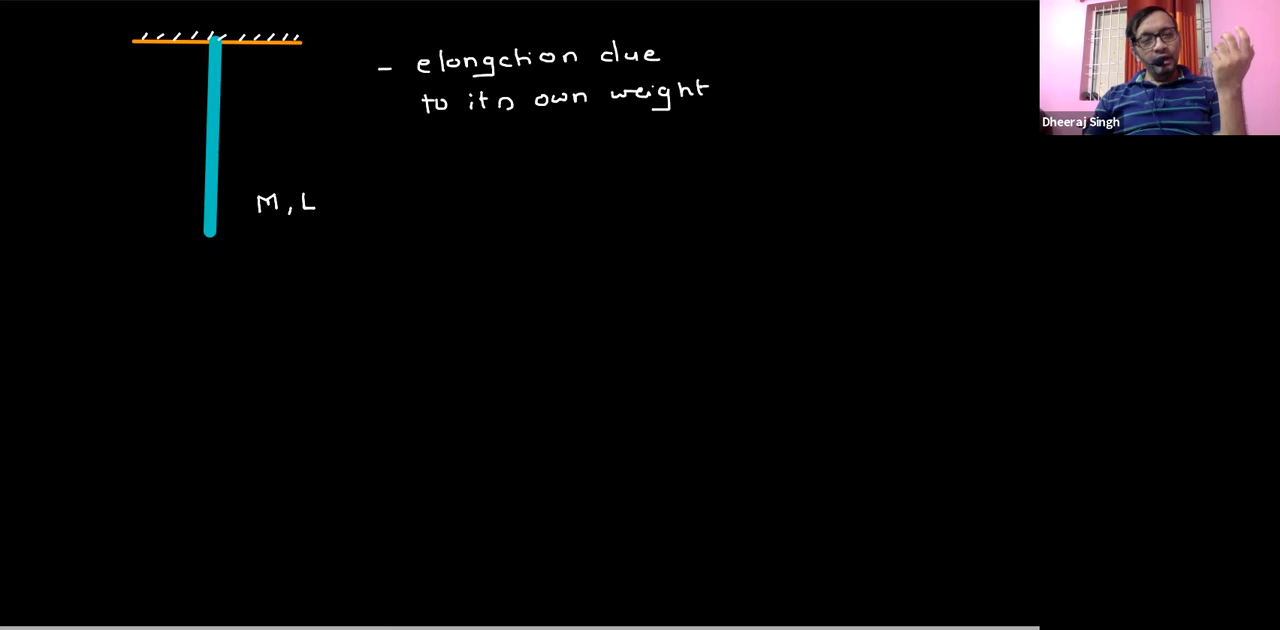 - elongation due
to its own weight
M, L
Dheeraj Singh